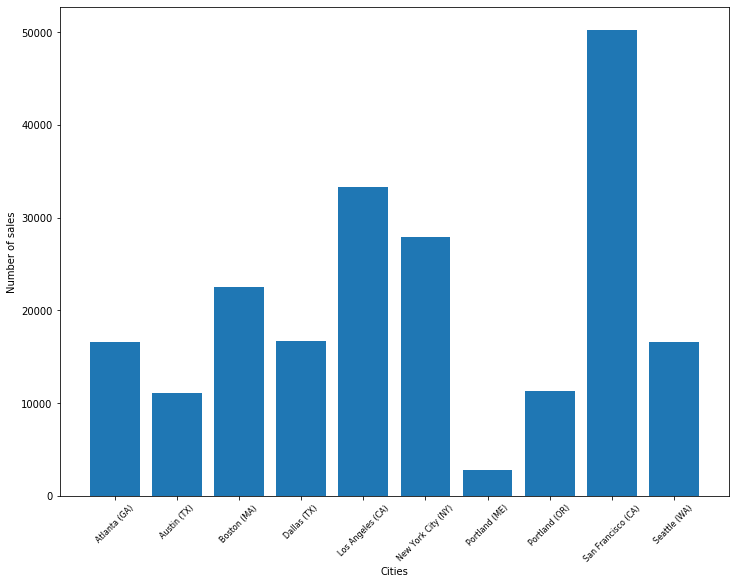 50000
40000
30000
20000
10000
0
Number of sales
Atlanta (GA)
Austin (TX)
Boston (MA)
Dallas (TX)
Los Angeles (CA)
New York City (NY)
Portland (ME)
Portland (OR)
San Francisco (CA)
Seattle (WA)
Cities